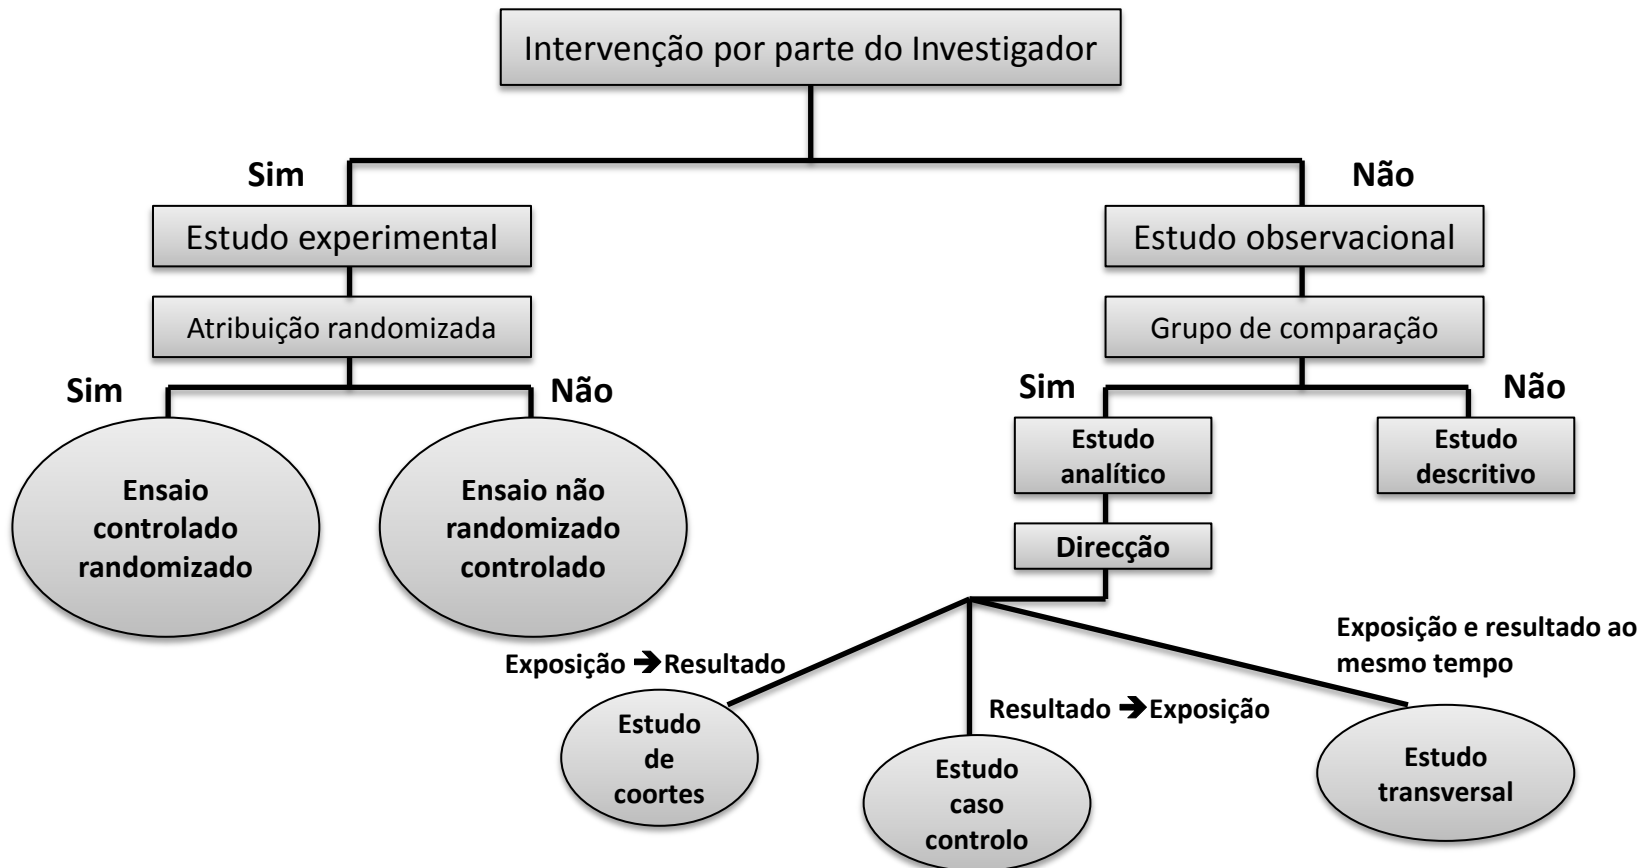 Intervenção por parte do Investigador
Sim
Não
Estudo experimental
Estudo observacional
Atribuição randomizada
Grupo de comparação
Sim
Não
Sim
Não
Ensaio
controlado
randomizado
Ensaio não
randomizado
controlado
Estudo
analítico
Estudo
descritivo
Direcção
Exposição ➔Resultado
Resultado ➔Exposição
Exposição e resultado ao
mesmo tempo
Estudo
de
coortes
Estudo
caso
controlo
Estudo
transversal